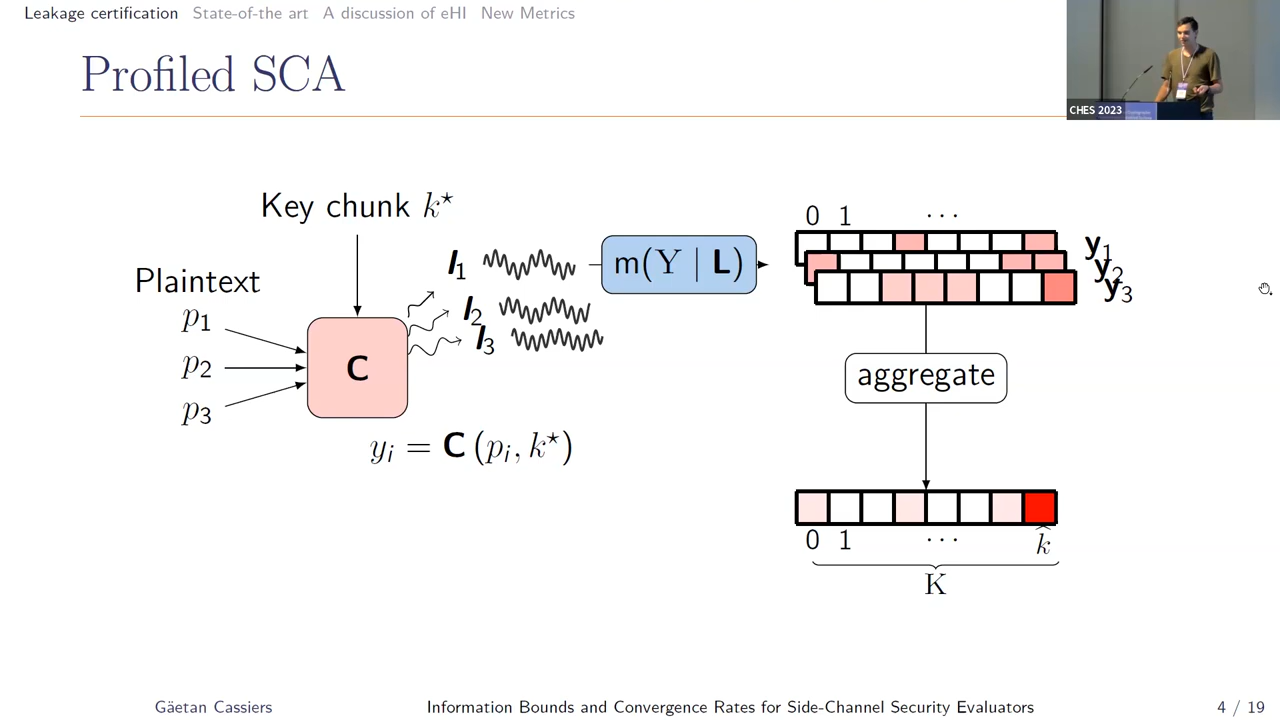 Leakage certification State-of-the art A discussion of eHI New Metrics
Profiled SCA
CHES 2023
Key chunk k*
Plaintext
p1
p2
p3
C
l1
l2
l3
yi = C (pi, k*)
m(Y | L)
0 1 ...
y1
y2
y3
aggregate
0 1 ... k̂
K
Gäetan Cassiers Information Bounds and Convergence Rates for Side-Channel Security Evaluators 4 / 19